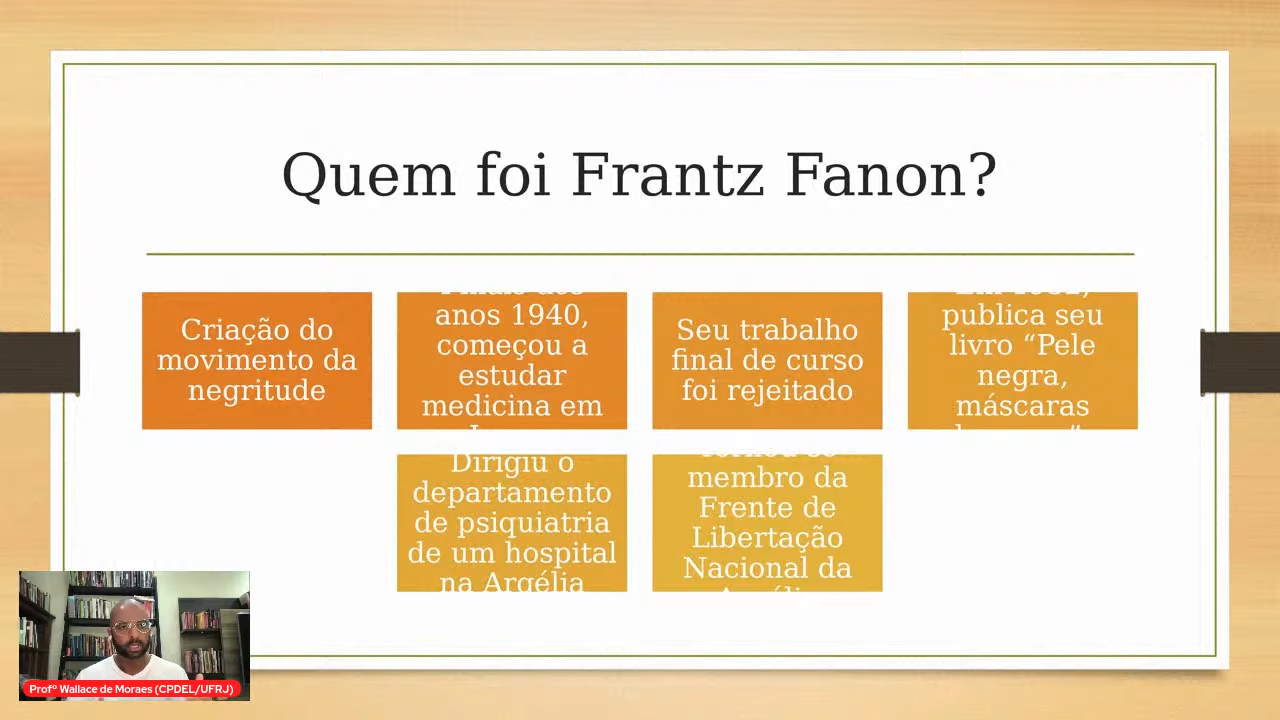 Quem foi Frantz Fanon?
Criação do
movimento da
negritude
anos 1940,
começou a
estudar
medicina em
Seu trabalho
final de curso
foi rejeitado
publica seu
livro “Pele
negra,
máscaras
Dirigiu o
departamento
de psiquiatria
de um hospital
na Argélia
membro da
Frente de
Libertação
Nacional da
Profº Wallace de Moraes (CPDEL/UFRJ)